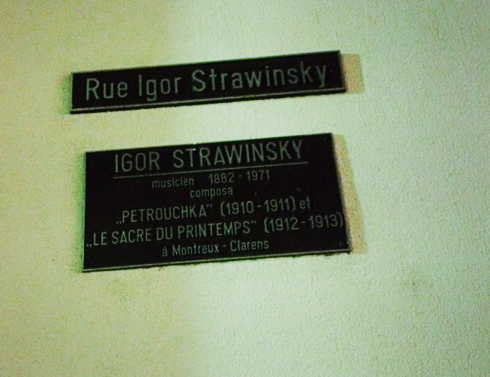 Rue Igor Strawinsky
IGOR STRAWINSKY
musicien 1882-1971
composa
„PETROUCHKA” (1910-1911) et
„LE SACRE DU PRINTEMPS” (1912-1913)
à Montreux - Clarens